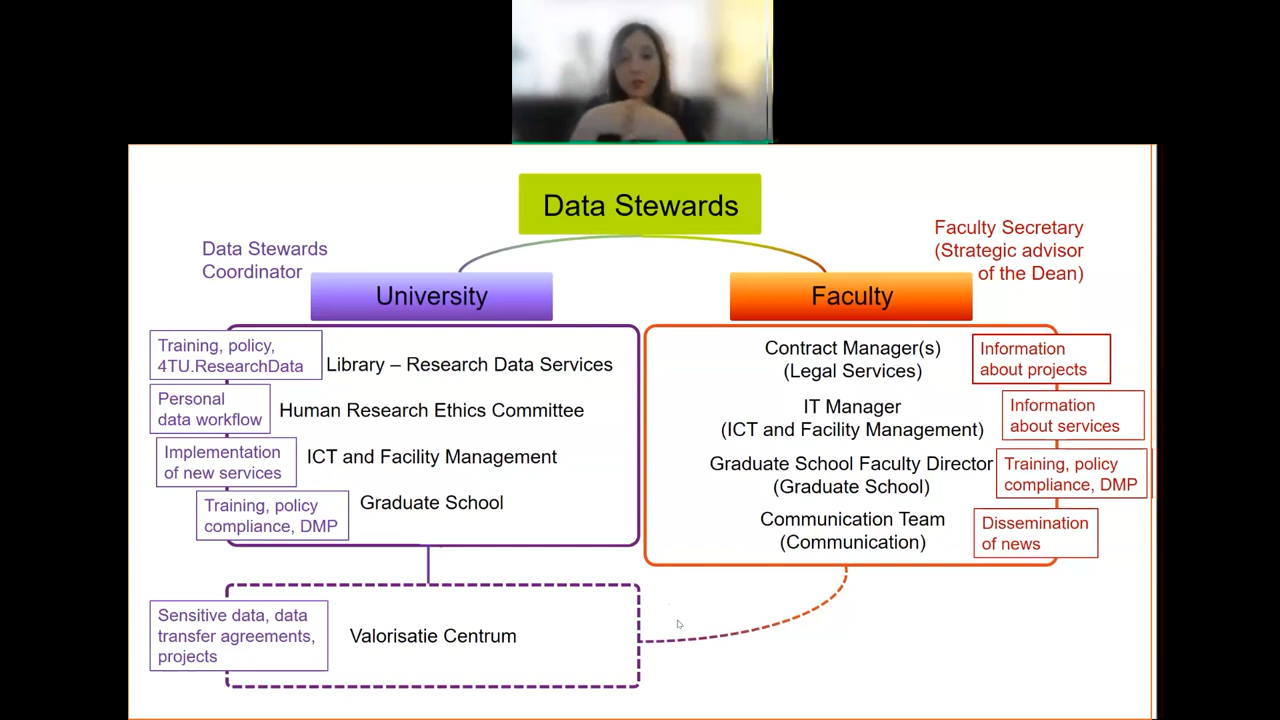 Data Stewards
Data Stewards
Coordinator
Faculty Secretary
(Strategic advisor
of the Dean)
University
Faculty
Training, policy,
4TU.ResearchData
Library – Research Data Services
Personal
data workflow
Human Research Ethics Committee
Implementation
of new services
ICT and Facility Management
Training, policy
compliance, DMP
Graduate School
Contract Manager(s)
(Legal Services)
Information
about projects
IT Manager
(ICT and Facility Management)
Information
about services
Graduate School Faculty Director
(Graduate School)
Training, policy
compliance, DMP
Communication Team
(Communication)
Dissemination
of news
Sensitive data, data
transfer agreements,
projects
Valorisatie Centrum